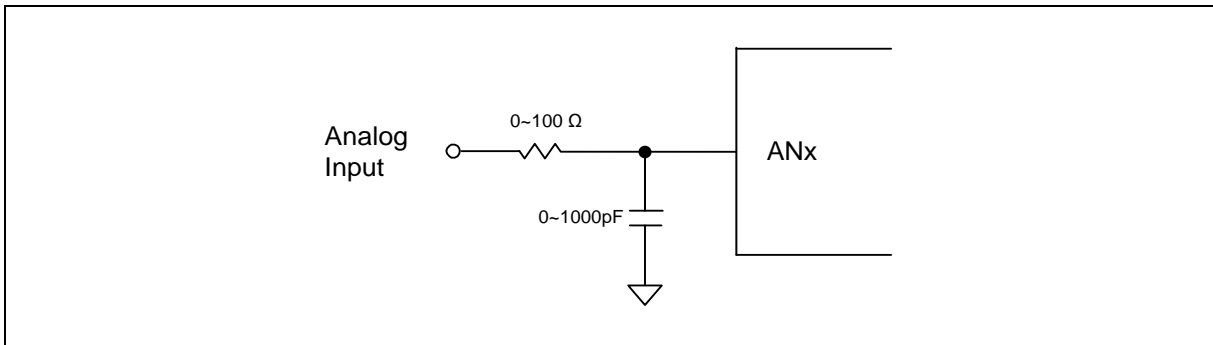 Analog
Input
0~100 Ω
0~1000pF
ANx